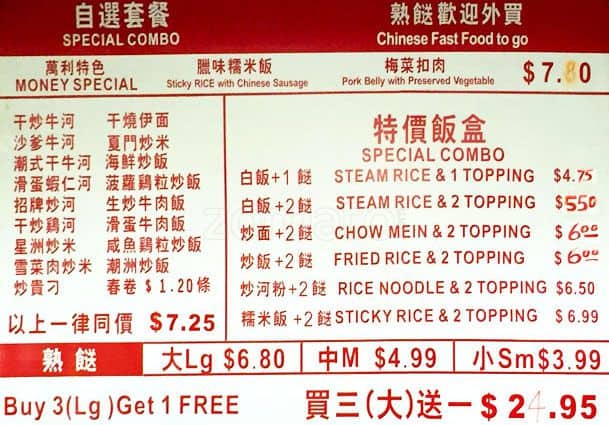 自選套餐
SPECIAL COMBO
熟餸歡迎外買
Chinese Fast Food to go
萬利特色
MONEY SPECIAL
臘味糯米飯
Sticky RICE with Chinese Sausage
梅菜扣肉
Pork Belly with Preserved Vegetable
$7.80
干炒牛河 干燒伊面
沙爹牛河 夏門炒米
潮式干牛河 海鮮炒飯
滑蛋蝦仁河 菠蘿鷄粒炒飯
招牌炒河 生炒牛肉飯
干炒鷄河 滑蛋牛肉飯
星洲炒米 咸魚鷄粒炒飯
雪菜肉炒米 潮洲炒飯
炒貴刁 春卷 $1.20條
以上一律同價 $7.25
特價飯盒
SPECIAL COMBO
白飯+1餸 STEAM RICE & 1 TOPPING $4.75
白飯+2餸 STEAM RICE & 2 TOPPING $5.50
炒面+2餸 CHOW MEIN & 2 TOPPING $6.00
炒飯+2餸 FRIED RICE & 2 TOPPING $6.00
炒河粉+2餸 RICE NOODLE & 2 TOPPING $6.50
糯米飯+2餸 STICKY RICE & 2 TOPPING $6.99
熟餸 大Lg $6.80 中M $4.99 小Sm $3.99
Buy 3(Lg)Get 1 FREE 買三(大)送一 $24.95